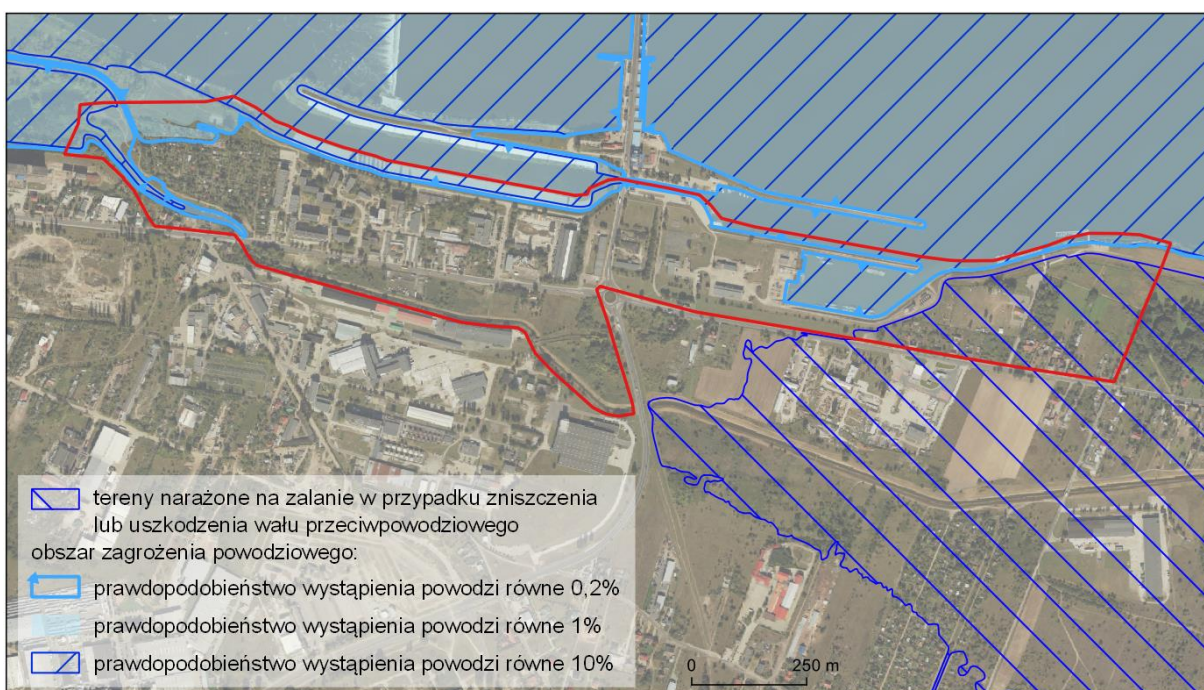 tereny narażone na zalanie w przypadku zniszczenia
lub uszkodzenia wału przeciwpowodziowego
obszar zagrożenia powodziowego:
prawdopodobieństwo wystąpienia powodzi równe 0,2%
prawdopodobieństwo wystąpienia powodzi równe 1%
prawdopodobieństwo wystąpienia powodzi równe 10%
0 250 m